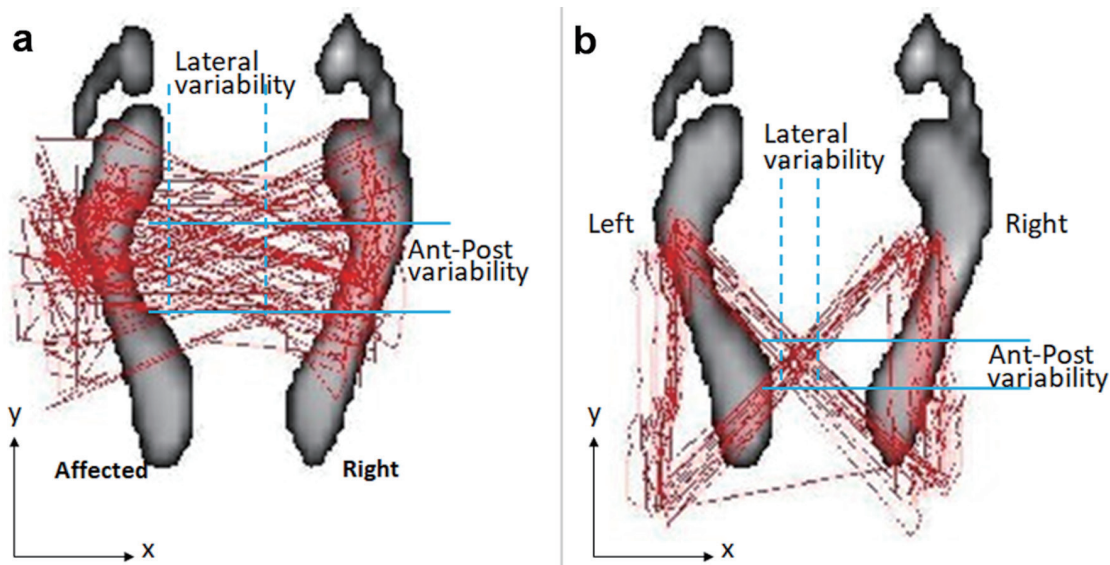 a
Lateral
variability
Ant-Post
variability
y
Affected
Right
x
b
Lateral
variability
Left
Right
Ant-Post
variability
y
x